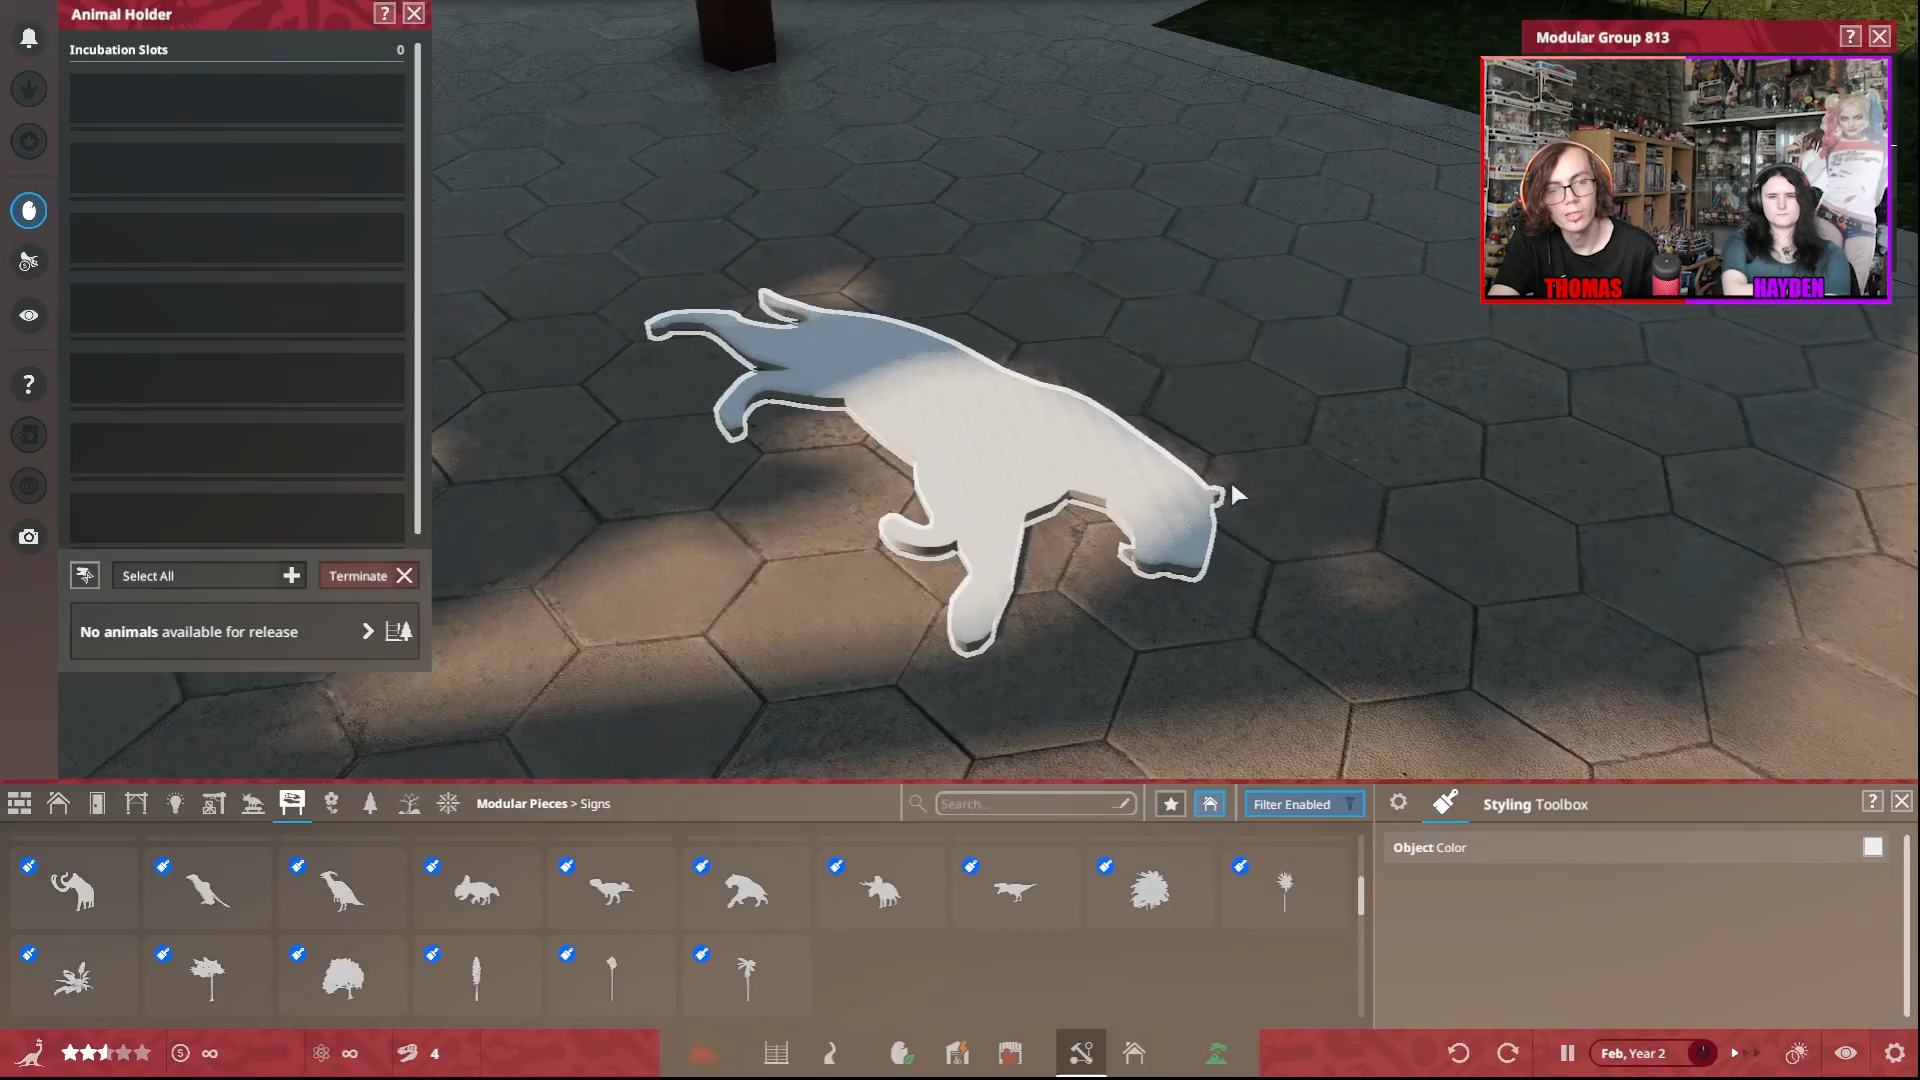 Animal Holder
?
Incubation Slots 0
Select All
Terminate
No animals available for release
?
Modular Group 813
?
THOMAS
HAYDEN
Modular Pieces > Signs
Search...
Filter Enabled
Styling Toolbox
?
Object Color
∞
∞
4
Feb, Year 2